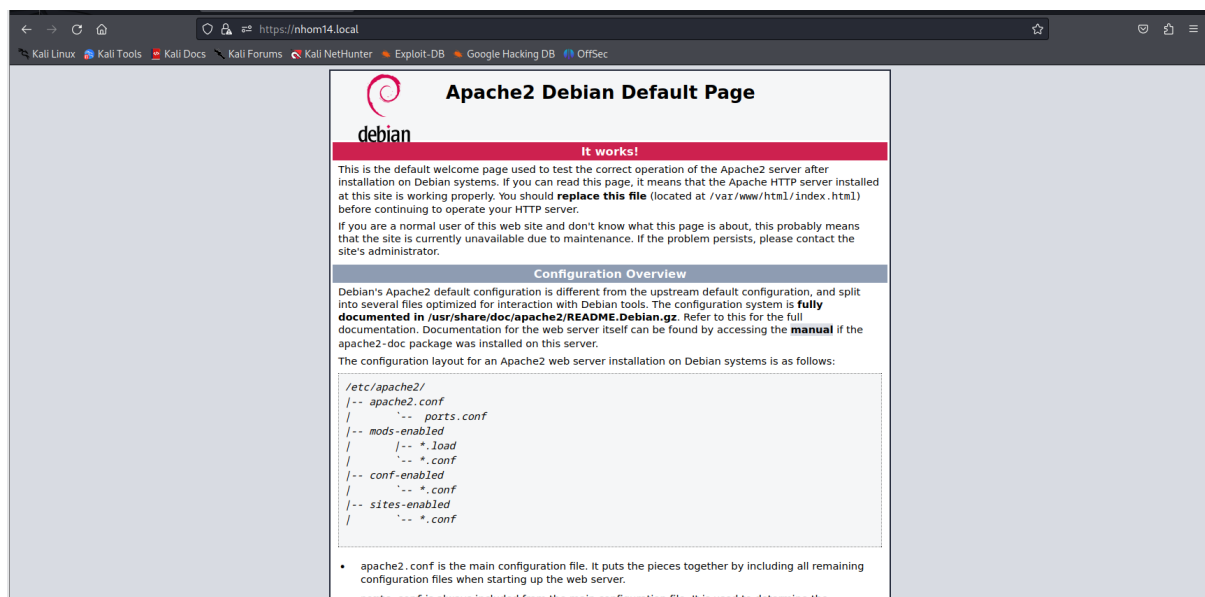 https://nhom14.local
Kali Linux Kali Tools Kali Docs Kali Forums Kali NetHunter Exploit-DB Google Hacking DB OffSec
Apache2 Debian Default Page
debian
It works!
This is the default welcome page used to test the correct operation of the Apache2 server after
installation on Debian systems. If you can read this page, it means that the Apache HTTP server installed
at this site is working properly. You should replace this file (located at /var/www/html/index.html)
before continuing to operate your HTTP server.
If you are a normal user of this web site and don't know what this page is about, this probably means
that the site is currently unavailable due to maintenance. If the problem persists, please contact the
site's administrator.
Configuration Overview
Debian's Apache2 default configuration is different from the upstream default configuration, and split
into several files optimized for interaction with Debian tools. The configuration system is fully
documented in /usr/share/doc/apache2/README.Debian.gz. Refer to this for the full
documentation. Documentation for the web server itself can be found by accessing the manual if the
apache2-doc package was installed on this server.
The configuration layout for an Apache2 web server installation on Debian systems is as follows:
/etc/apache2/
|-- apache2.conf
|       `--  ports.conf
|-- mods-enabled
|       |-- *.load
|       `-- *.conf
|-- conf-enabled
|       `-- *.conf
|-- sites-enabled
|       `-- *.conf
• apache2.conf is the main configuration file. It puts the pieces together by including all remaining
configuration files when starting up the web server.